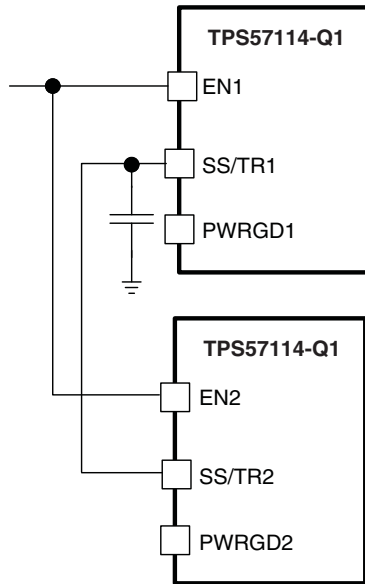 TPS57114-Q1
EN1
SS/TR1
PWRGD1
TPS57114-Q1
EN2
SS/TR2
PWRGD2